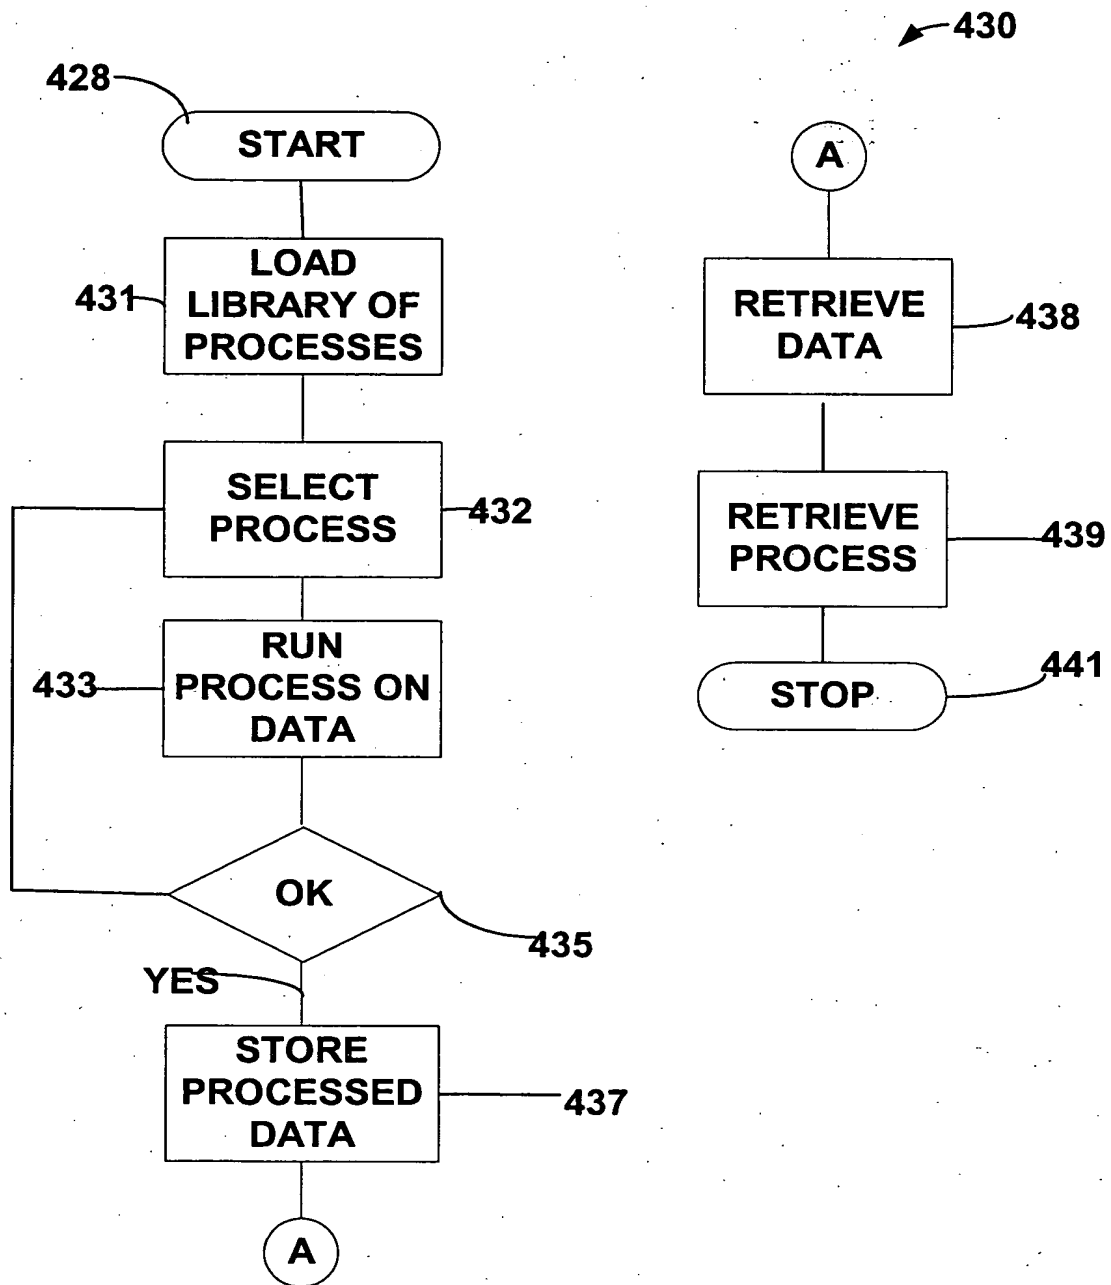 430
428
START
431
LOAD
LIBRARY OF
PROCESSES
SELECT
PROCESS
432
433
RUN
PROCESS ON
DATA
OK
435
YES
STORE
PROCESSED
DATA
437
A
A
RETRIEVE
DATA
438
RETRIEVE
PROCESS
439
STOP
441